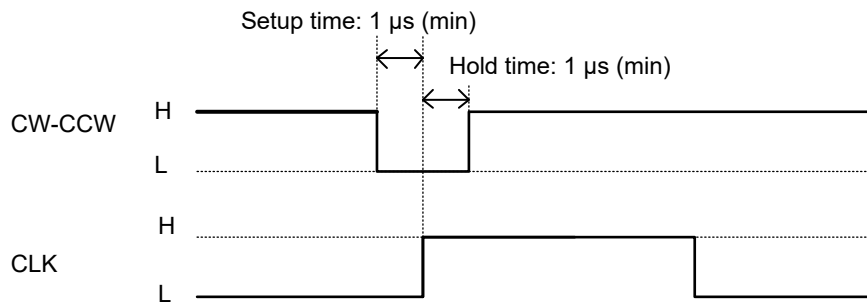 Setup time: 1 μs (min)
Hold time: 1 μs (min)
H
CW-CCW
L
H
CLK
L